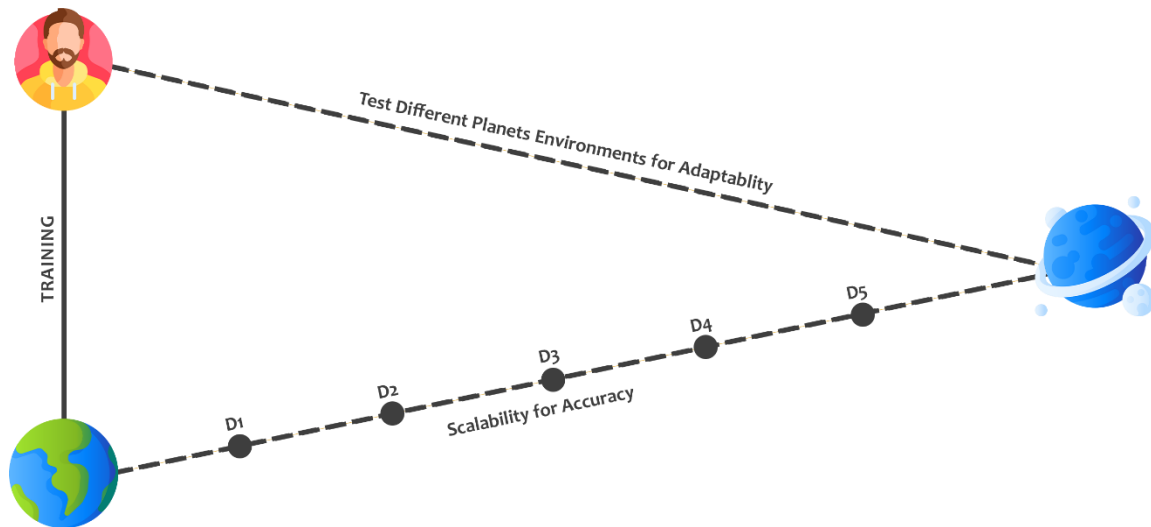 Test Different Planets Environments for Adaptablity
TRAINING
D5
D4
D3
D2
D1
Scalability for Accuracy